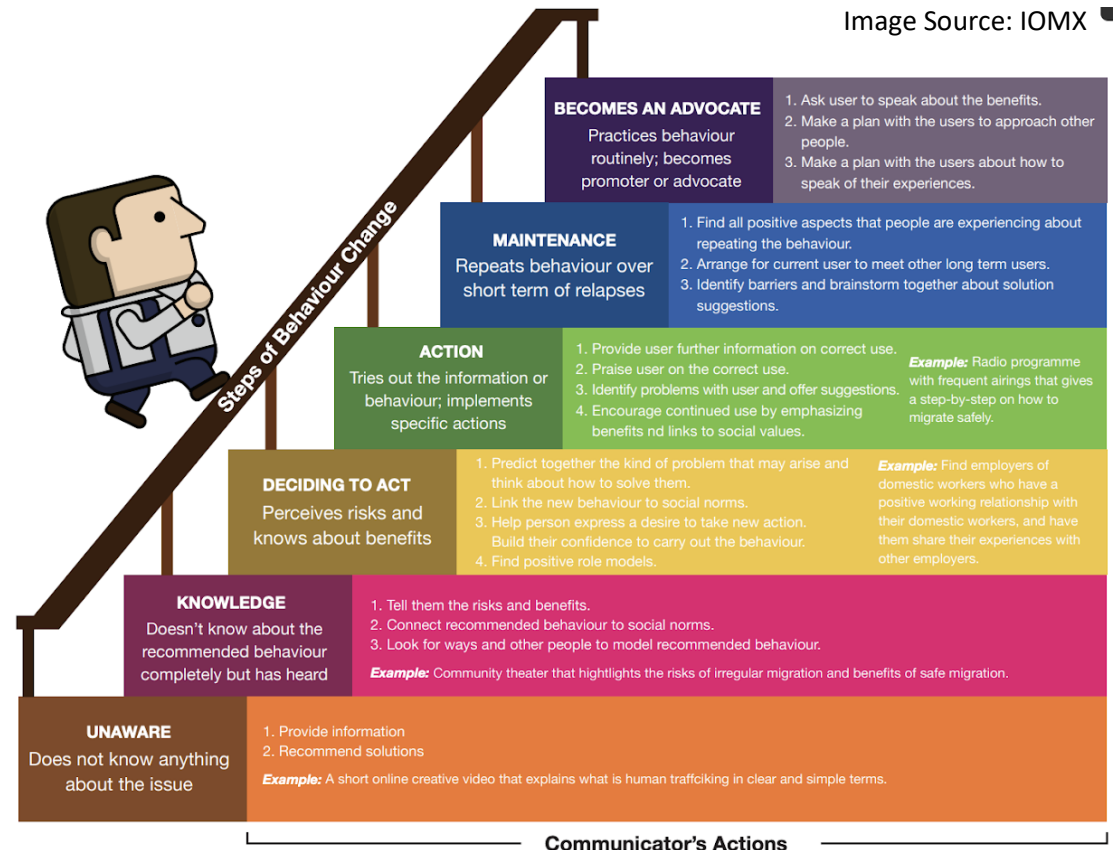 Image Source: IOMX
Steps of Behaviour Change
BECOMES AN ADVOCATE
Practices behaviour
routinely; becomes
promoter or advocate
1. Ask user to speak about the benefits.
2. Make a plan with the users to approach other
people.
3. Make a plan with the users about how to
speak of their experiences.
MAINTENANCE
Repeats behaviour over
short term of relapses
1. Find all positive aspects that people are experiencing about
repeating the behaviour.
2. Arrange for current user to meet other long term users.
3. Identify barriers and brainstorm together about solution
suggestions.
ACTION
Tries out the information or
behaviour; implements
specific actions
1. Provide user further information on correct use.
2. Praise user on the correct use.
3. Identify problems with user and offer suggestions.
4. Encourage continued use by emphasizing
benefits nd links to social values.
Example: Radio programme
with frequent airings that gives
a step-by-step on how to
migrate safely.
DECIDING TO ACT
Perceives risks and
knows about benefits
1. Predict together the kind of problem that may arise and
think about how to solve them.
2. Link the new behaviour to social norms.
3. Help person express a desire to take new action.
Build their confidence to carry out the behaviour.
4. Find positive role models.
Example: Find employers of
domestic workers who have a
positive working relationship with
their domestic workers, and have
them share their experiences with
other employers.
KNOWLEDGE
Doesn't know about the
recommended behaviour
completely but has heard
1. Tell them the risks and benefits.
2. Connect recommended behaviour to social norms.
3. Look for ways and other people to model recommended behaviour.
Example: Community theater that hightlights the risks of irregular migration and benefits of safe migration.
UNAWARE
Does not know anything
about the issue
1. Provide information
2. Recommend solutions
Example: A short online creative video that explains what is human traffciking in clear and simple terms.
Communicator's Actions